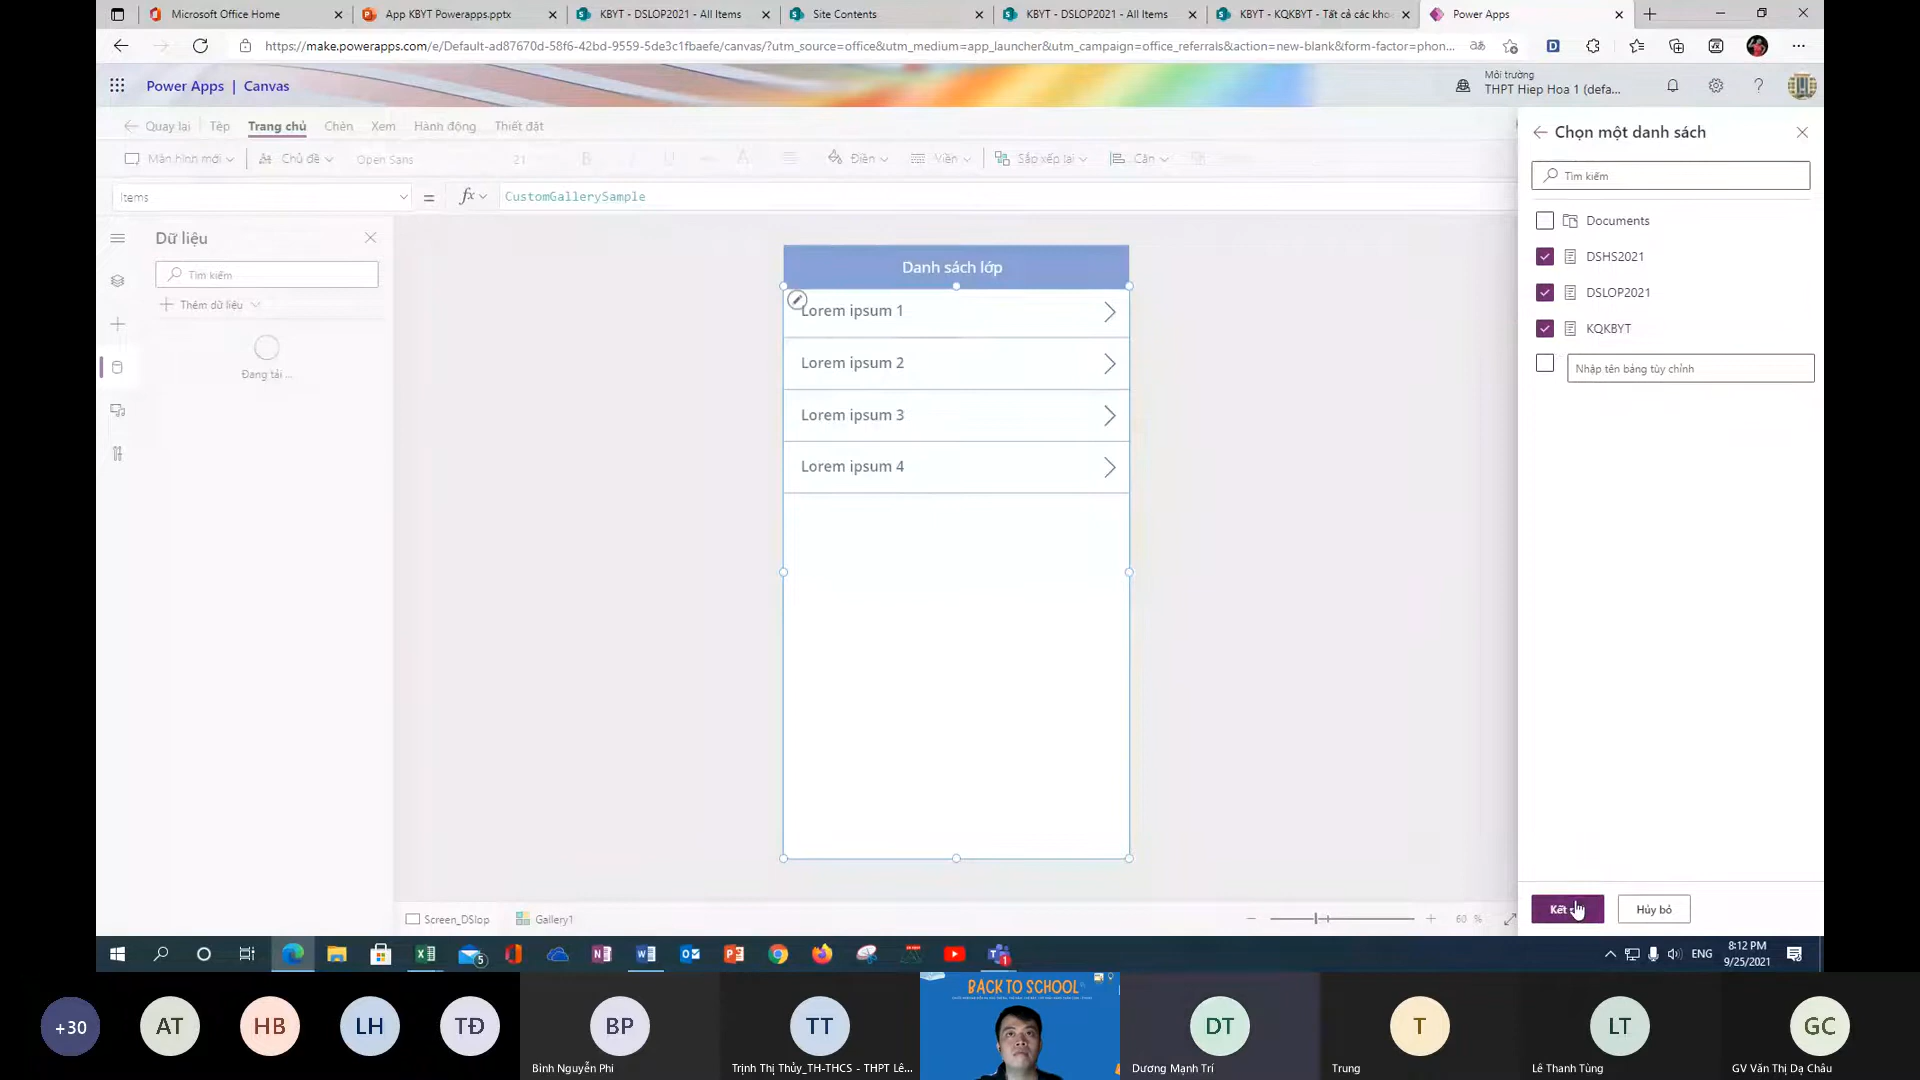 Microsoft Office Home
App KBYT Powerapps.pptx
KBYT - DSLOP2021 - All Items
Site Contents
KBYT - DSLOP2021 - All Items
KBYT - KQKBYT - Tất cả các kho
Power Apps
https://make.powerapps.com/e/Default-ad87670d-58f6-42bd-9559-5de3c1fbaefe/canvas/?utm_source=office&utm_medium=app_launcher&utm_campaign=office_referrals&action=new-blank&form-factor=phon...
Power Apps | Canvas
Môi trường
THPT Hiep Hoa 1 (defa...
Quay lại
Tệp
Trang chủ
Chèn
Xem
Hành động
Thiết đặt
Màn hình mới
Chủ đề
Open Sans
21
B
U
A
Điền
Viền
Sắp xếp lại
Căn
Items
=
fx
CustomGallerySample
Dữ liệu
Tìm kiếm
Thêm dữ liệu
Đang tải ...
Danh sách lớp
Lorem ipsum 1
Lorem ipsum 2
Lorem ipsum 3
Lorem ipsum 4
Screen_DSlop
Gallery1
60 %
Chọn một danh sách
Tìm kiếm
Documents
DSHS2021
DSLOP2021
KQKBYT
Nhập tên bảng tùy chỉnh
Kết
Hủy bỏ
5
1
ENG
8:12 PM
9/25/2021
+30
AT
HB
LH
TĐ
BP
Bình Nguyễn Phi
TT
Trịnh Thị Thủy_TH-THCS - THPT Lê...
BACK TO SCHOOL
DT
Dương Mạnh Trí
T
Trung
LT
Lê Thanh Tùng
GC
GV Văn Thị Dạ Châu